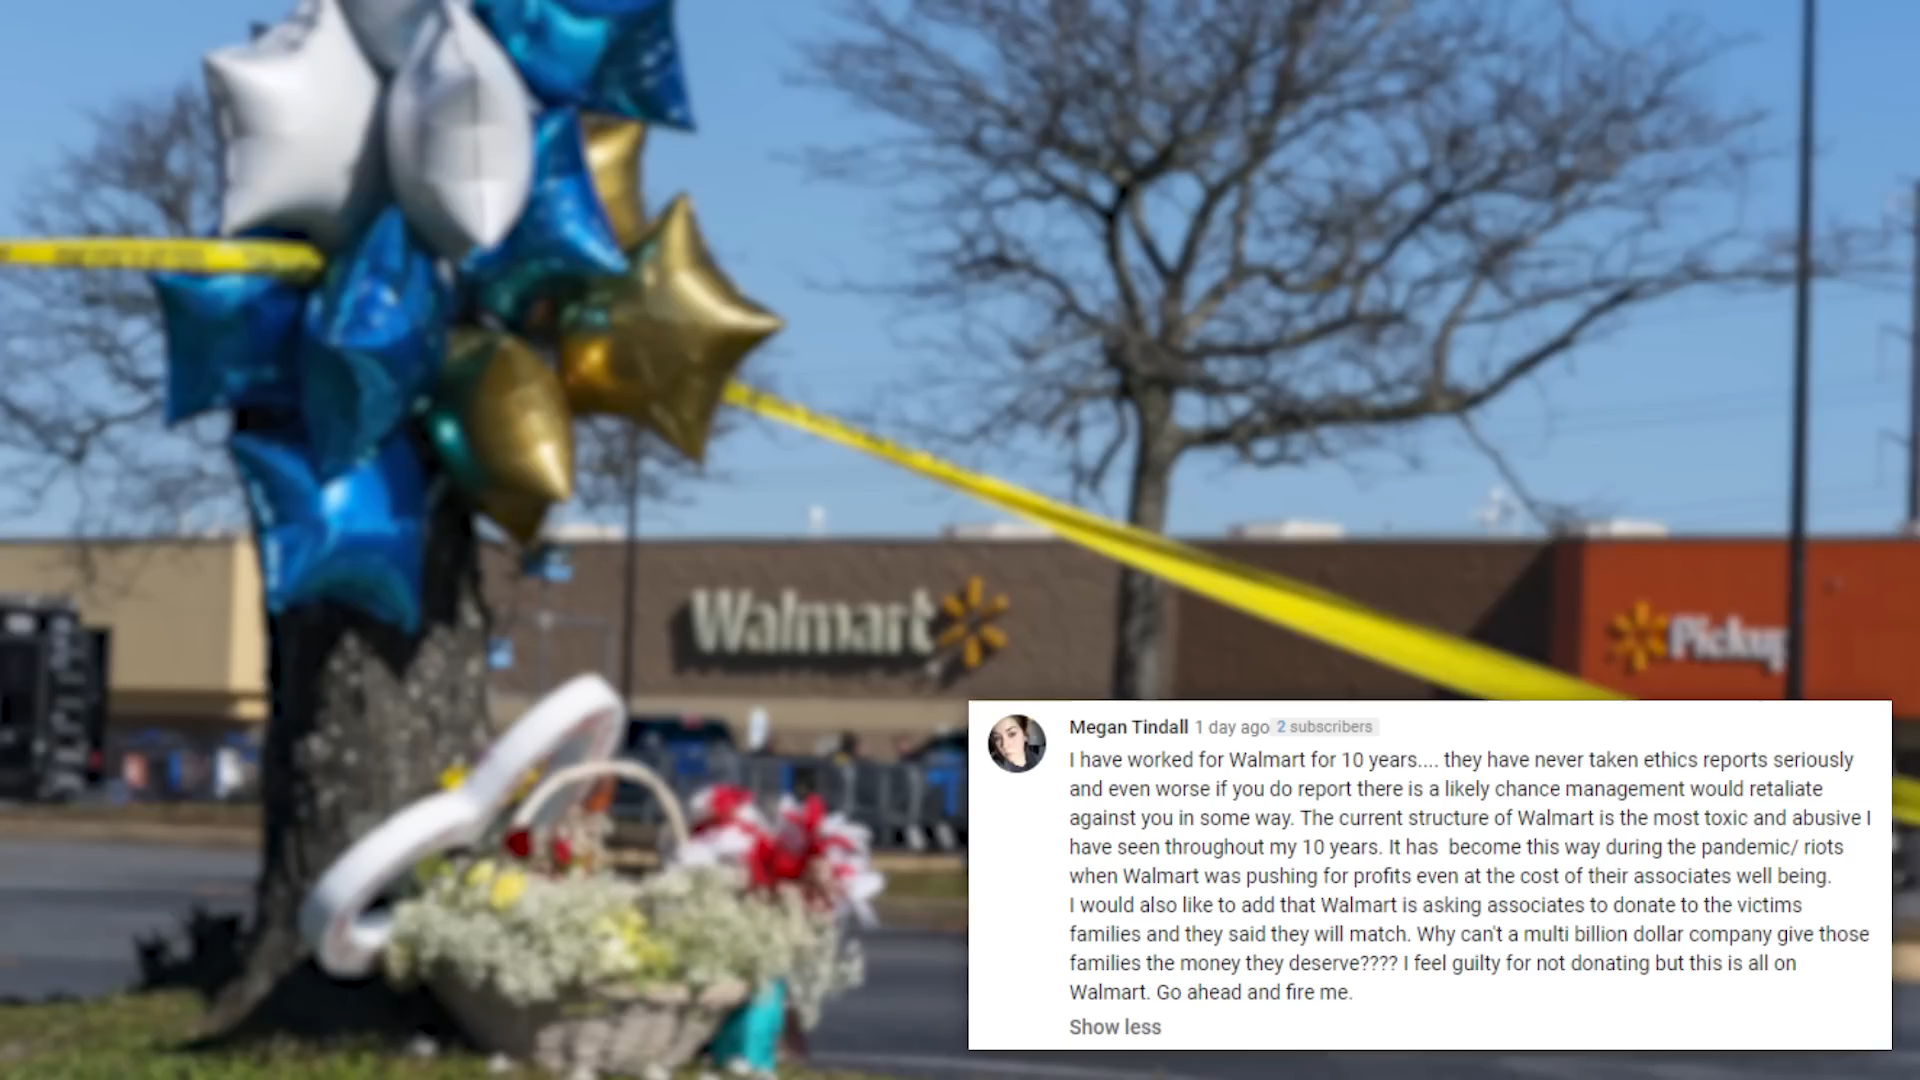 Walmart
Pickup
Megan Tindall 1 day ago 2 subscribers
I have worked for Walmart for 10 years.... they have never taken ethics reports seriously
and even worse if you do report there is a likely chance management would retaliate
against you in some way. The current structure of Walmart is the most toxic and abusive I
have seen throughout my 10 years. It has  become this way during the pandemic/ riots
when Walmart was pushing for profits even at the cost of their associates well being.
I would also like to add that Walmart is asking associates to donate to the victims
families and they said they will match. Why can't a multi billion dollar company give those
families the money they deserve???? I feel guilty for not donating but this is all on
Walmart. Go ahead and fire me.
Show less